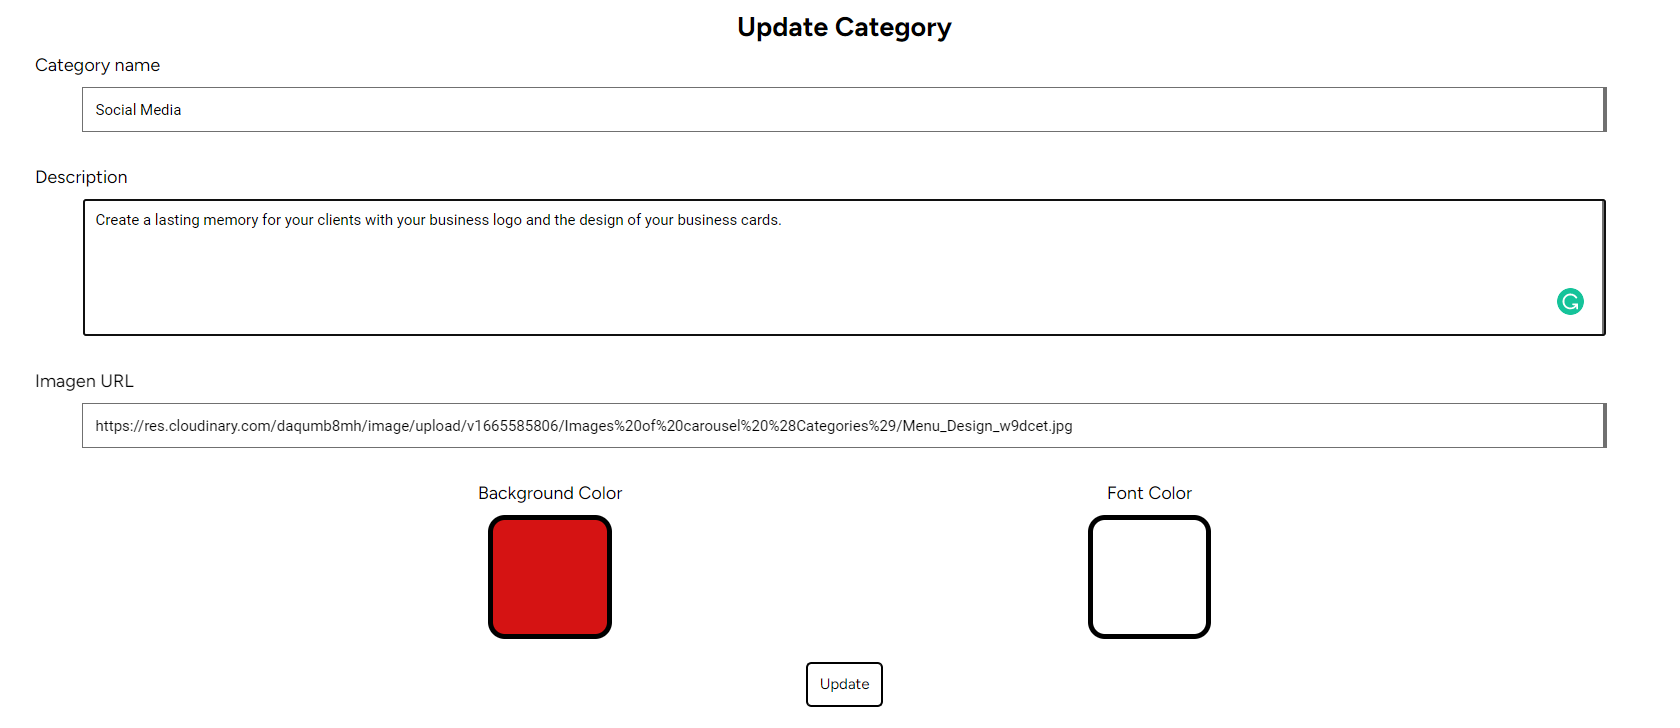 Update Category
Category name
Social Media
Description
Create a lasting memory for your clients with your business logo and the design of your business cards.
Imagen URL
https://res.cloudinary.com/daqumb8mh/image/upload/v1665585806/Images%20of%20carousel%20%28Categories%29/Menu_Design_w9dcet.jpg
Background Color
Font Color
Update